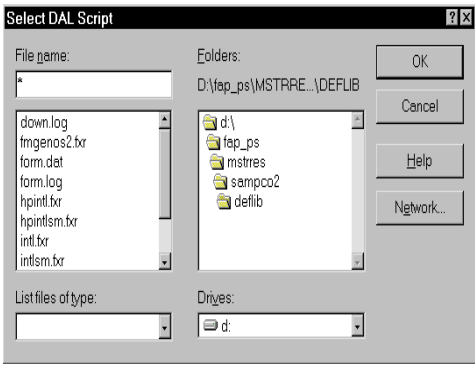 Select DAL Script
File name:
*
down.log
fmgenos2.fxr
form.dat
form.log
hpintl.fxr
hpintlsm.fxr
intl.fxr
intlsm.fxr
List files of type:
Folders:
D:\fap_ps\MSTRRE...\DEFLIB
d:\
fap_ps
mstrres
sampco2
deflib
Drives:
d:
OK
Cancel
Help
Network...